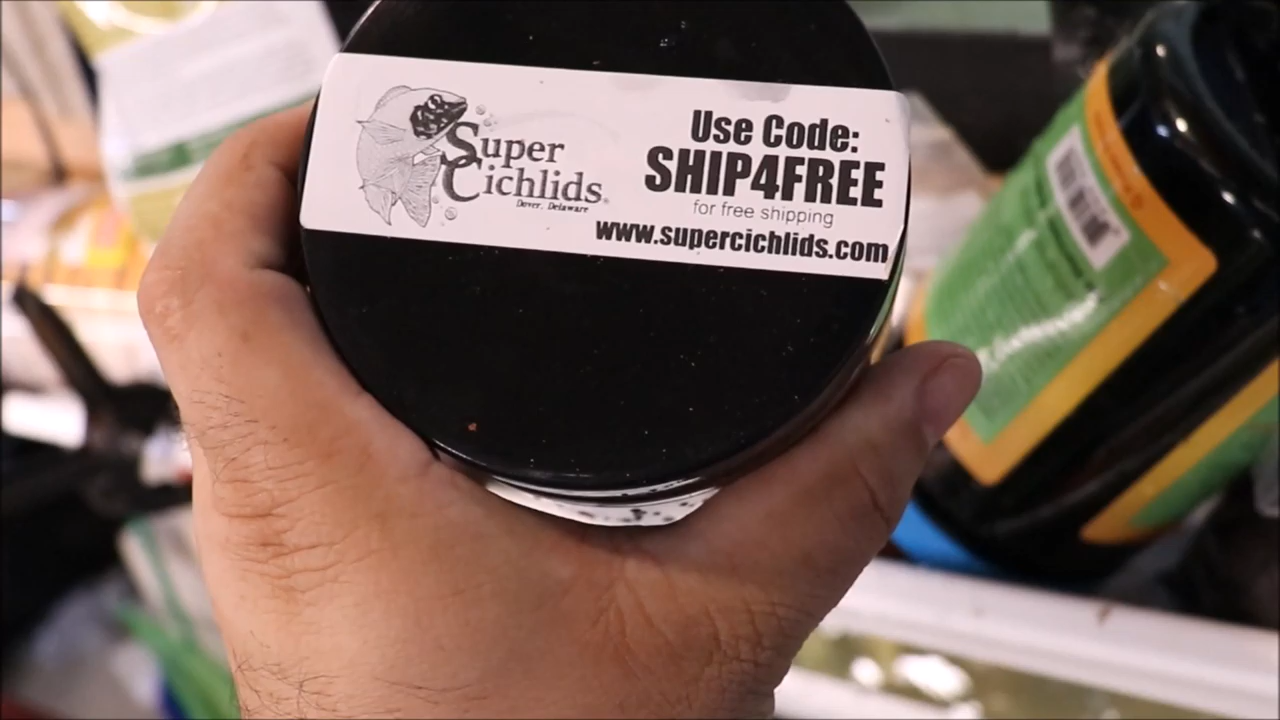 Super
Cichlids®
Dover, Delaware
Use Code:
SHIP4FREE
for free shipping
www.supercichlids.com